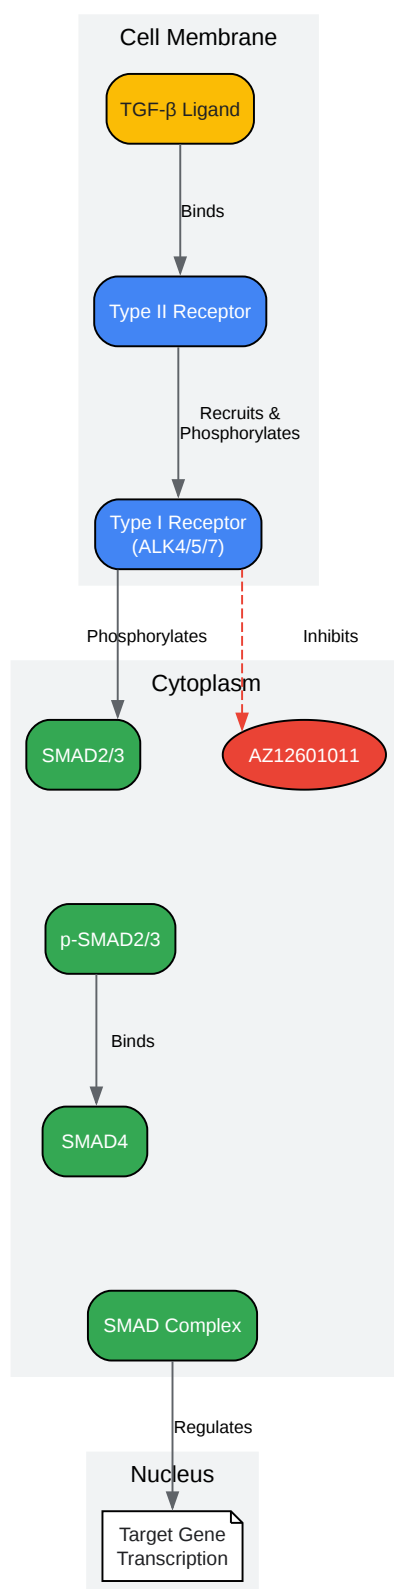 Cell Membrane
TGF-β Ligand
Binds
Type II Receptor
Recruits &
Phosphorylates
Type I Receptor
(ALK4/5/7)
Phosphorylates
Inhibits
Cytoplasm
SMAD2/3
AZ12601011
p-SMAD2/3
Binds
SMAD4
SMAD Complex
Regulates
Nucleus
Target Gene
Transcription